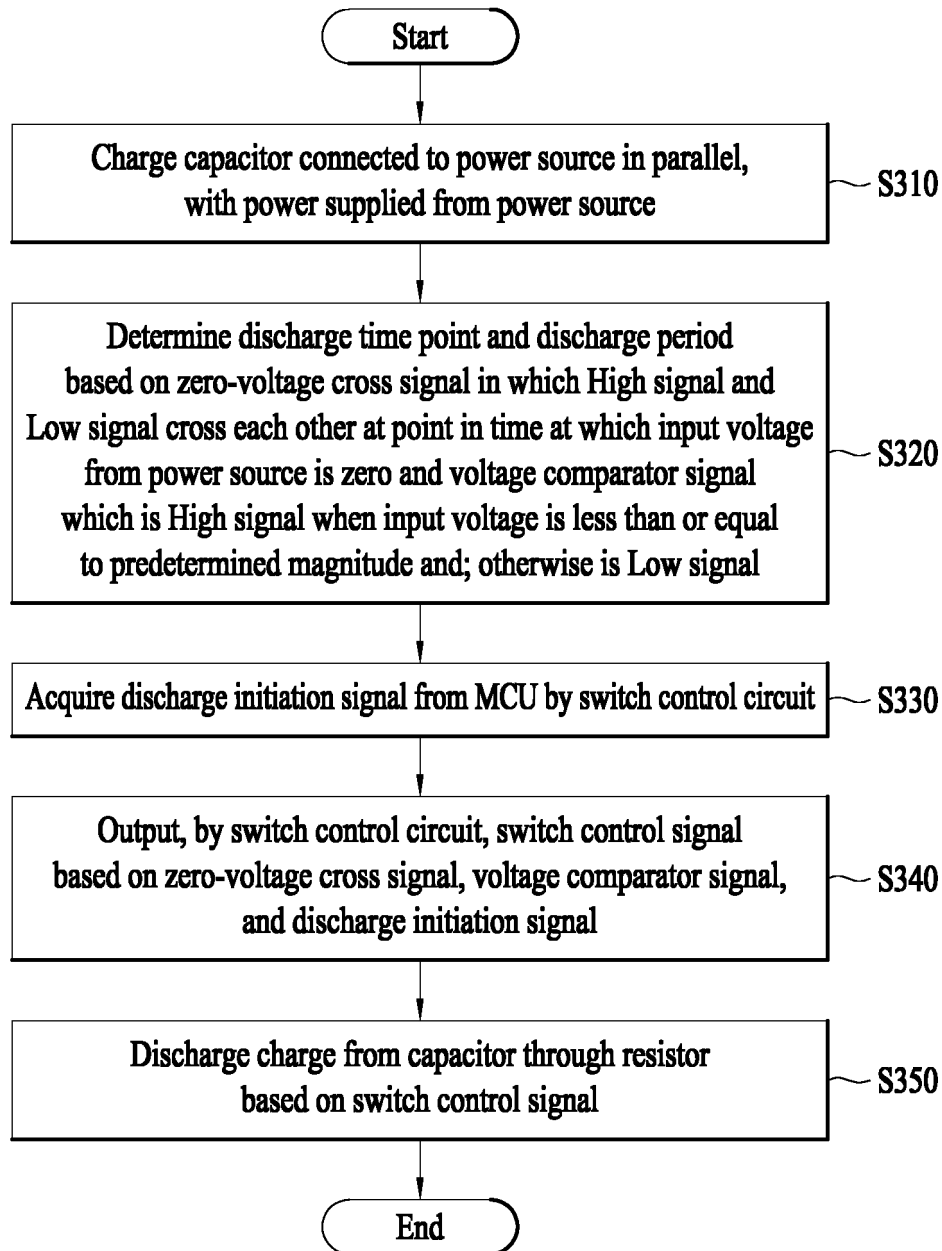 Start
Charge capacitor connected to power source in parallel,
with power supplied from power source
S310
Determine discharge time point and discharge period
based on zero-voltage cross signal in which High signal and
Low signal cross each other at point in time at which input voltage
from power source is zero and voltage comparator signal
which is High signal when input voltage is less than or equal
to predetermined magnitude and; otherwise is Low signal
S320
Acquire discharge initiation signal from MCU by switch control circuit
S330
Output, by switch control circuit, switch control signal
based on zero-voltage cross signal, voltage comparator signal,
and discharge initiation signal
S340
Discharge charge from capacitor through resistor
based on switch control signal
S350
End